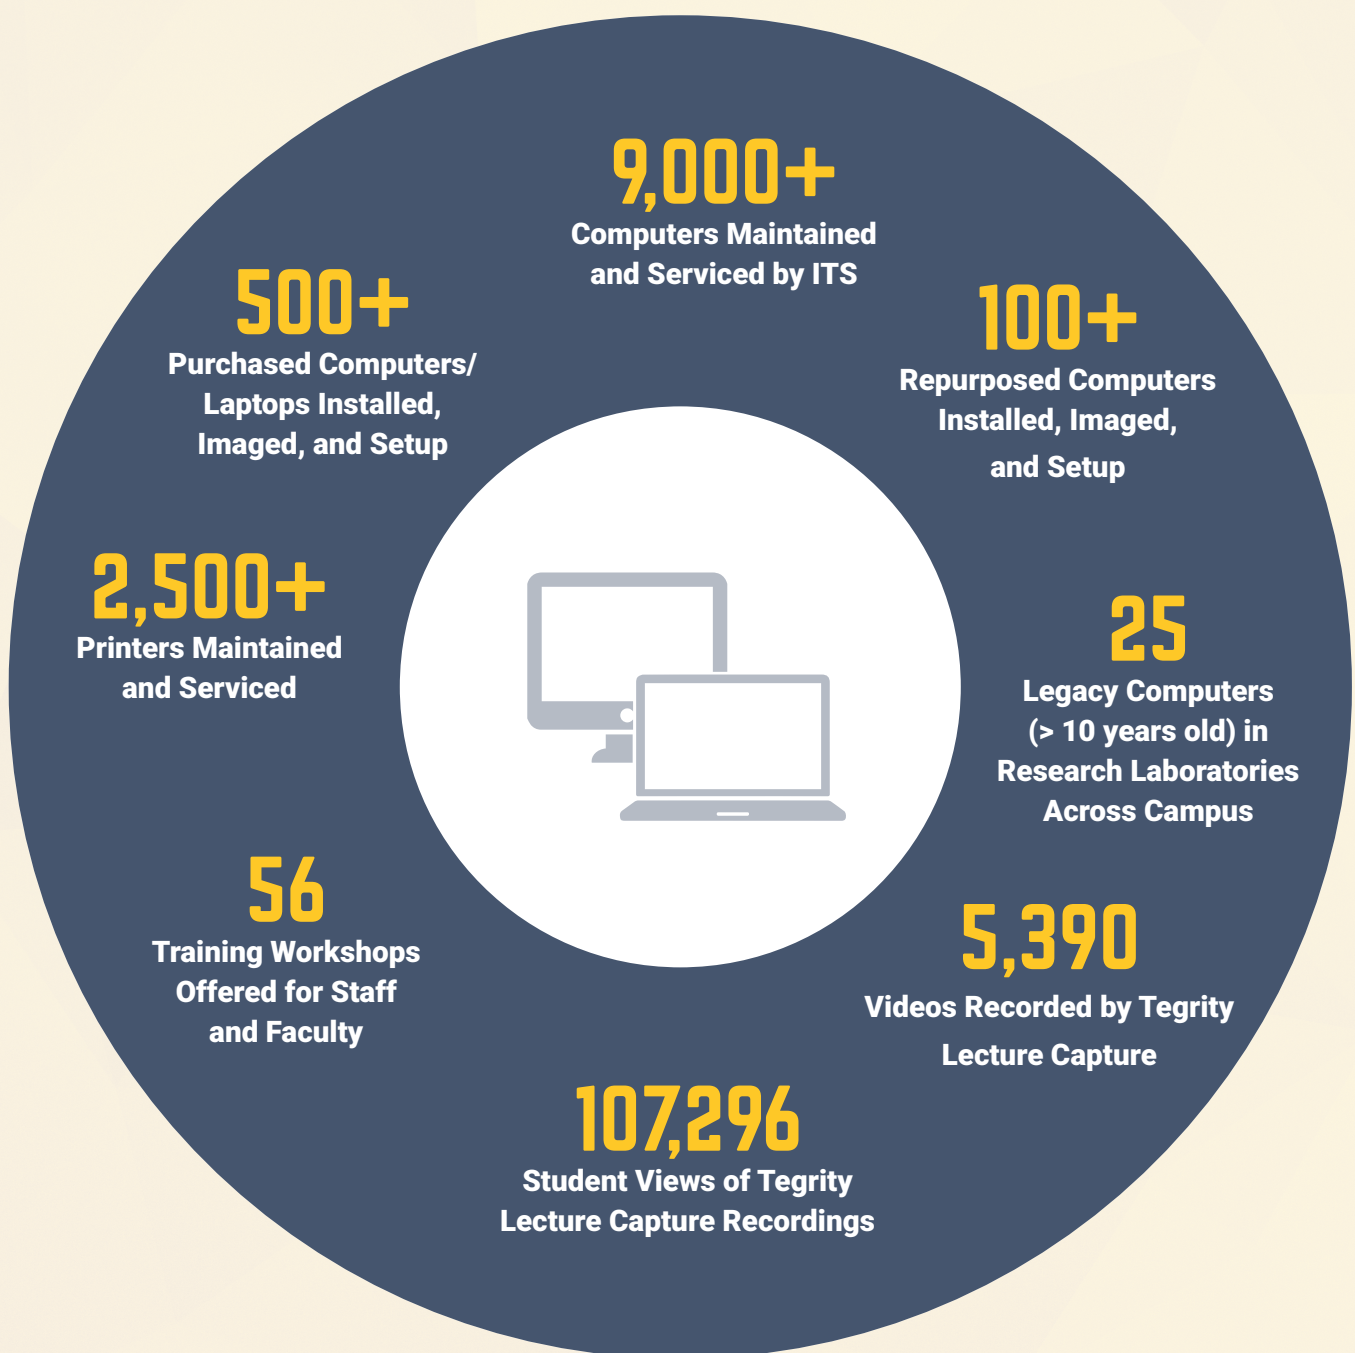 9,000+
Computers Maintained
and Serviced by ITS
500+
Purchased Computers/
Laptops Installed,
Imaged, and Setup
100+
Repurposed Computers
Installed, Imaged,
and Setup
2,500+
Printers Maintained
and Serviced
25
Legacy Computers
(> 10 years old) in
Research Laboratories
Across Campus
56
Training Workshops
Offered for Staff
and Faculty
5,390
Videos Recorded by Tegrity
Lecture Capture
107,296
Student Views of Tegrity
Lecture Capture Recordings